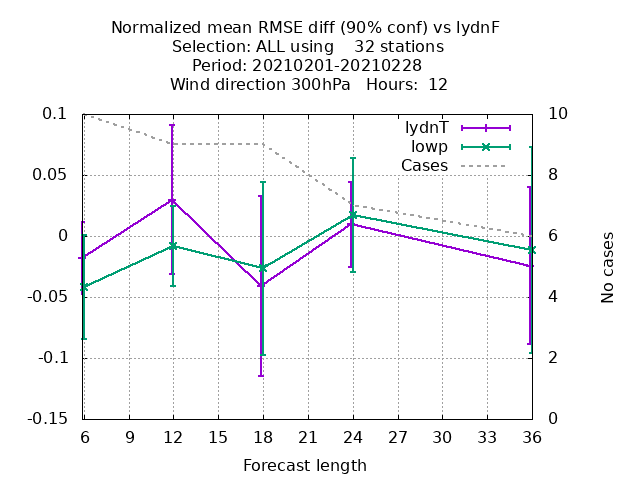 Normalized mean RMSE diff (90% conf) vs lydnF
Selection: ALL using    32 stations
Period: 20210201-20210228
Wind direction 300hPa   Hours:  12
lydnT
lowp
Cases
0.1
0.05
0
-0.05
-0.1
-0.15
10
8
6
4
2
0
No cases
6 9 12 15 18 21 24 27 30 33 36
Forecast length